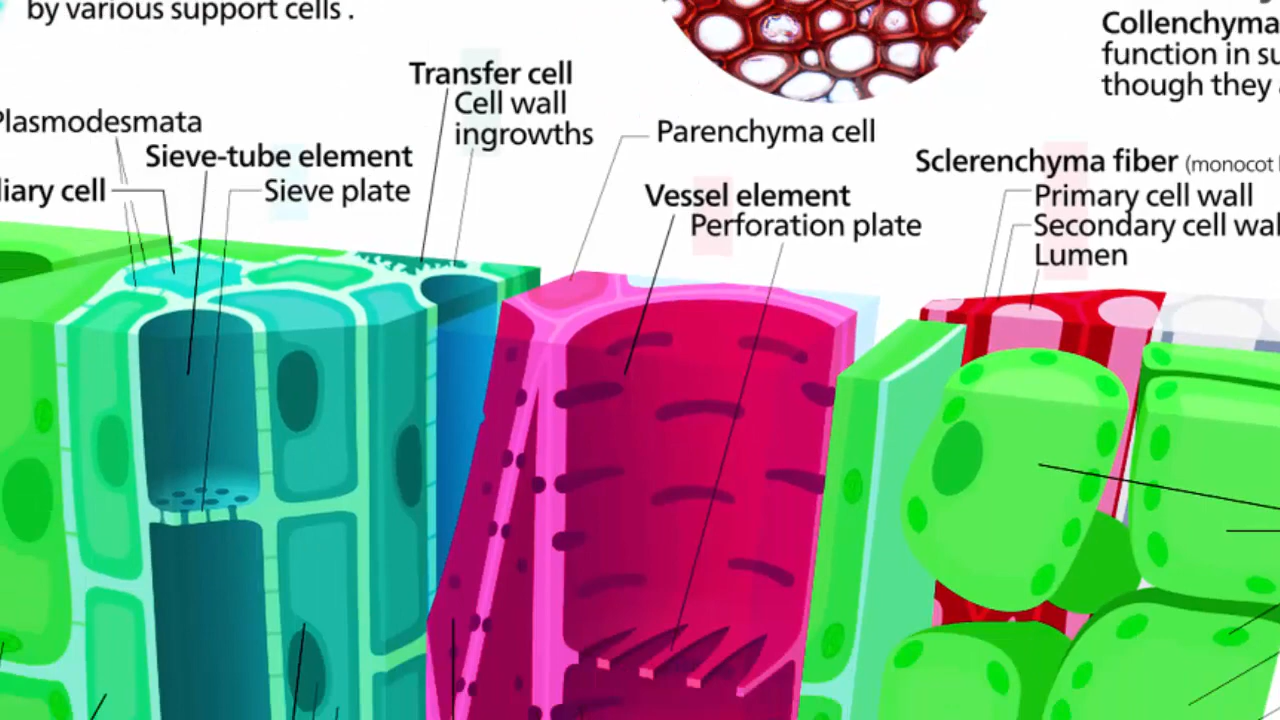 by various support cells .
Collenchyma
function in su
though they a
Transfer cell
Cell wall
ingrowths
Plasmodesmata
Parenchyma cell
Sieve-tube element
Sclerenchyma fiber (monocot
liary cell
Sieve plate
Vessel element
Primary cell wall
Perforation plate
Secondary cell wal
Lumen